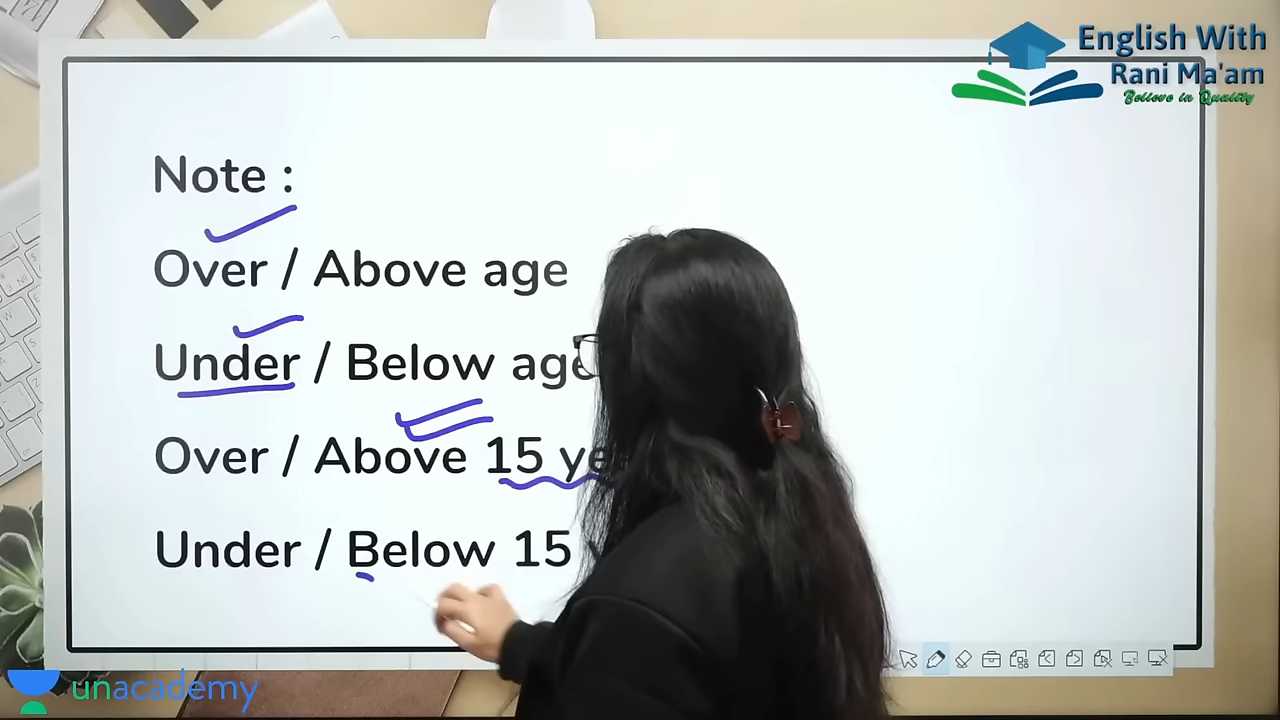 English With
Rani Ma'am
Believe in Quality
Note :
Over / Above age
Under / Below age
Over / Above 15
Under / Below 15
unacademy